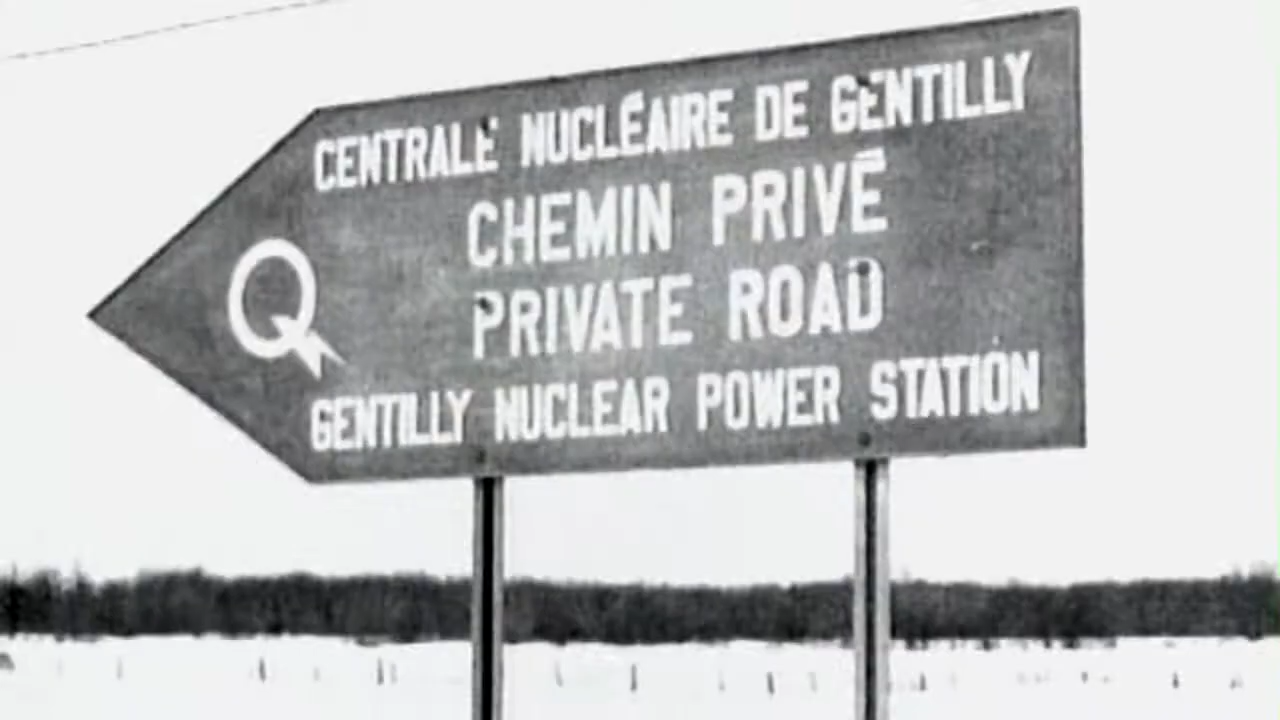 CENTRALE NUCLÉAIRE DE GENTILLY
CHEMIN PRIVÉ
PRIVATE ROAD
GENTILLY NUCLEAR POWER STATION